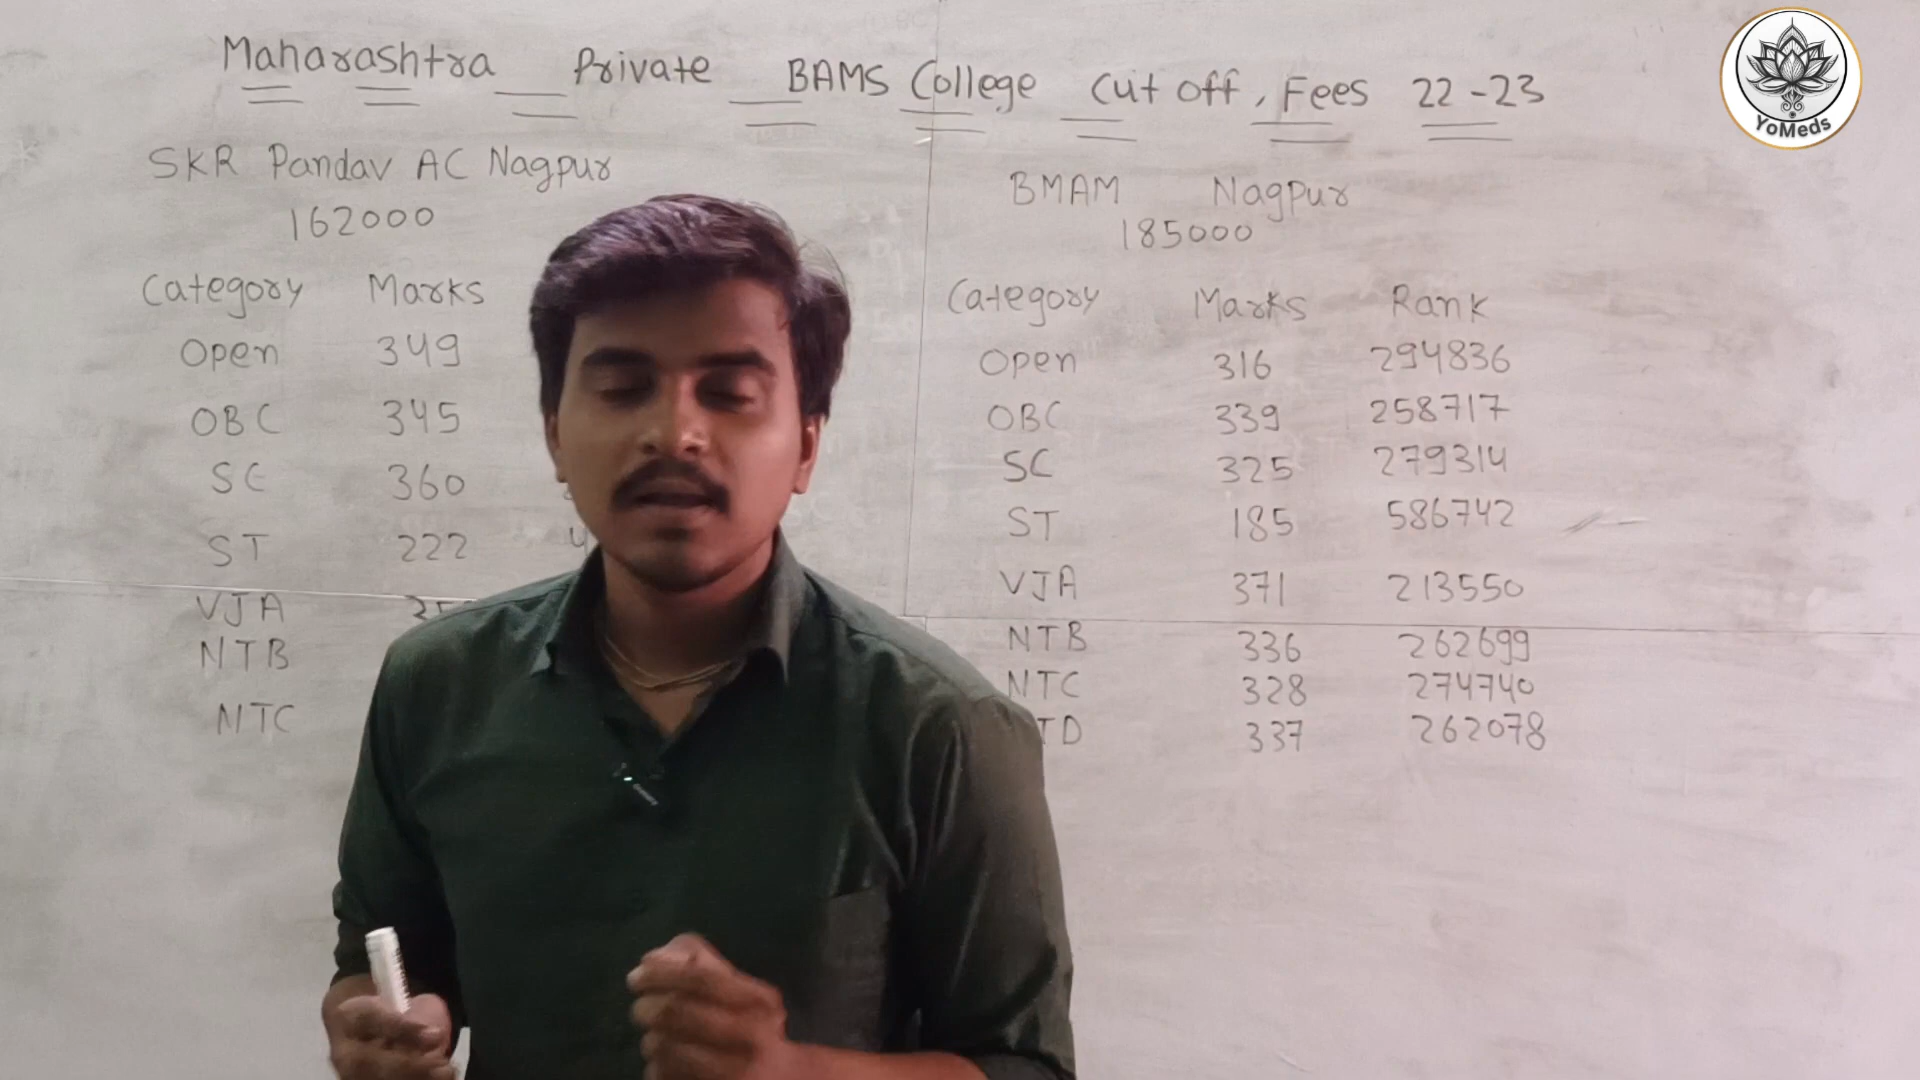 Maharashtra Private BAMS College Cut off, Fees 22-23
YoMeds
SKR Pandav AC Nagpur
162000
Category Marks
Open 349
OBC 345
SC 360
ST 222
VJA
NTB
NTC
BMAM Nagpur
185000
Category Marks Rank
Open 316 294836
OBC 339 258717
SC 325 279314
ST 185 586742
VJA 371 213550
NTB 336 262699
NTC 328 274740
TD 337 262078